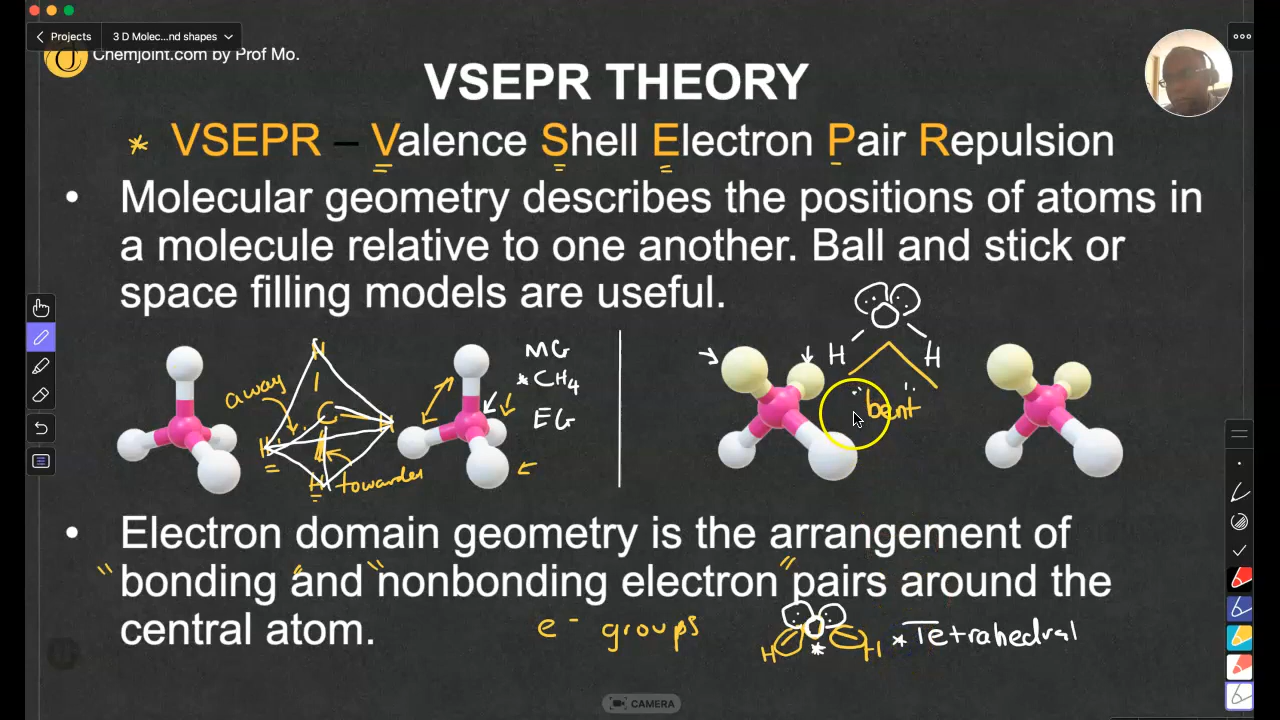 Projects
3 D Molec...nd shapes
Chemjoint.com by Prof Mo.
VSEPR THEORY
* VSEPR – Valence Shell Electron Pair Repulsion
• Molecular geometry describes the positions of atoms in
a molecule relative to one another. Ball and stick or
space filling models are useful.
H
away
C
H
H
H
towards
MG
* CH4
EG
H
H
"bent"
• Electron domain geometry is the arrangement of
"bonding" and "nonbonding electron" pairs around the
central atom.
e- groups
H
O
H
* Tetrahedral
CAMERA